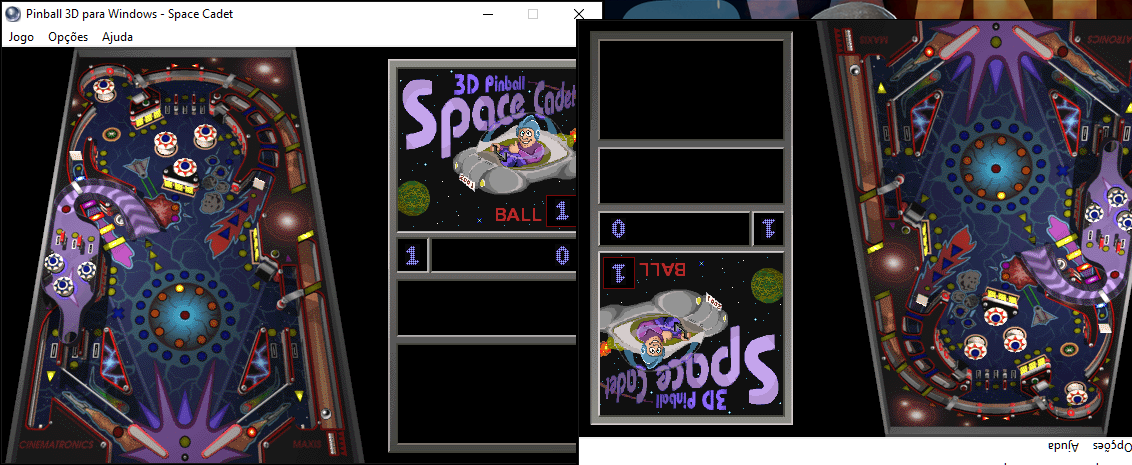 Pinball 3D para Windows - Space Cadet
Jogo Opções Ajuda
3D Pinball
Space Cadet
BALL 1
1 0
CINEMATRONICS MAXIS
MAXIS
0 1
BALL 1
Space Cadet
3D Pinball
Opções Ajuda